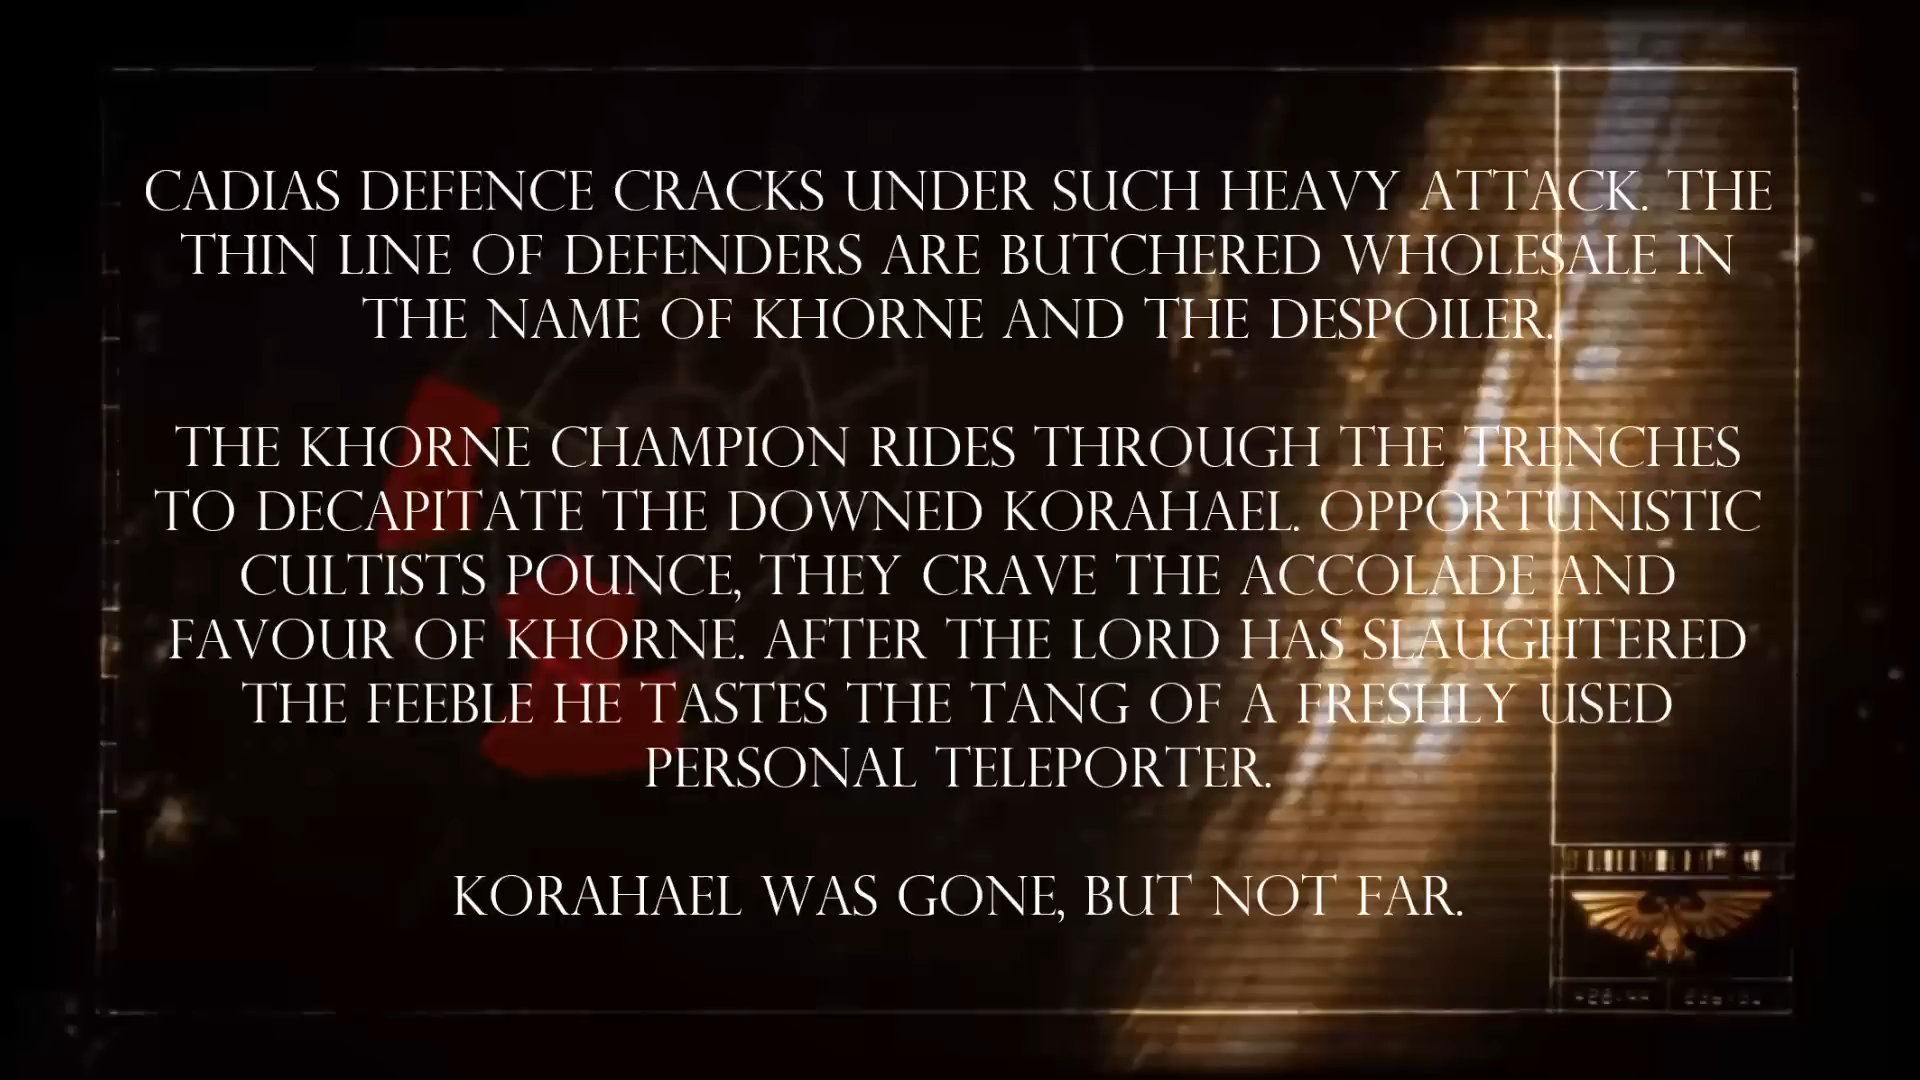 CADIAS DEFENCE CRACKS UNDER SUCH HEAVY ATTACK. THE
THIN LINE OF DEFENDERS ARE BUTCHERED WHOLESALE IN
THE NAME OF KHORNE AND THE DESPOILER.
THE KHORNE CHAMPION RIDES THROUGH THE TRENCHES
TO DECAPITATE THE DOWNED KORAHAEL. OPPORTUNISTIC
CULTISTS POUNCE, THEY CRAVE THE ACCOLADE AND
FAVOUR OF KHORNE. AFTER THE LORD HAS SLAUGHTERED
THE FEEBLE HE TASTES THE TANG OF A FRESHLY USED
PERSONAL TELEPORTER.
KORAHAEL WAS GONE, BUT NOT FAR.